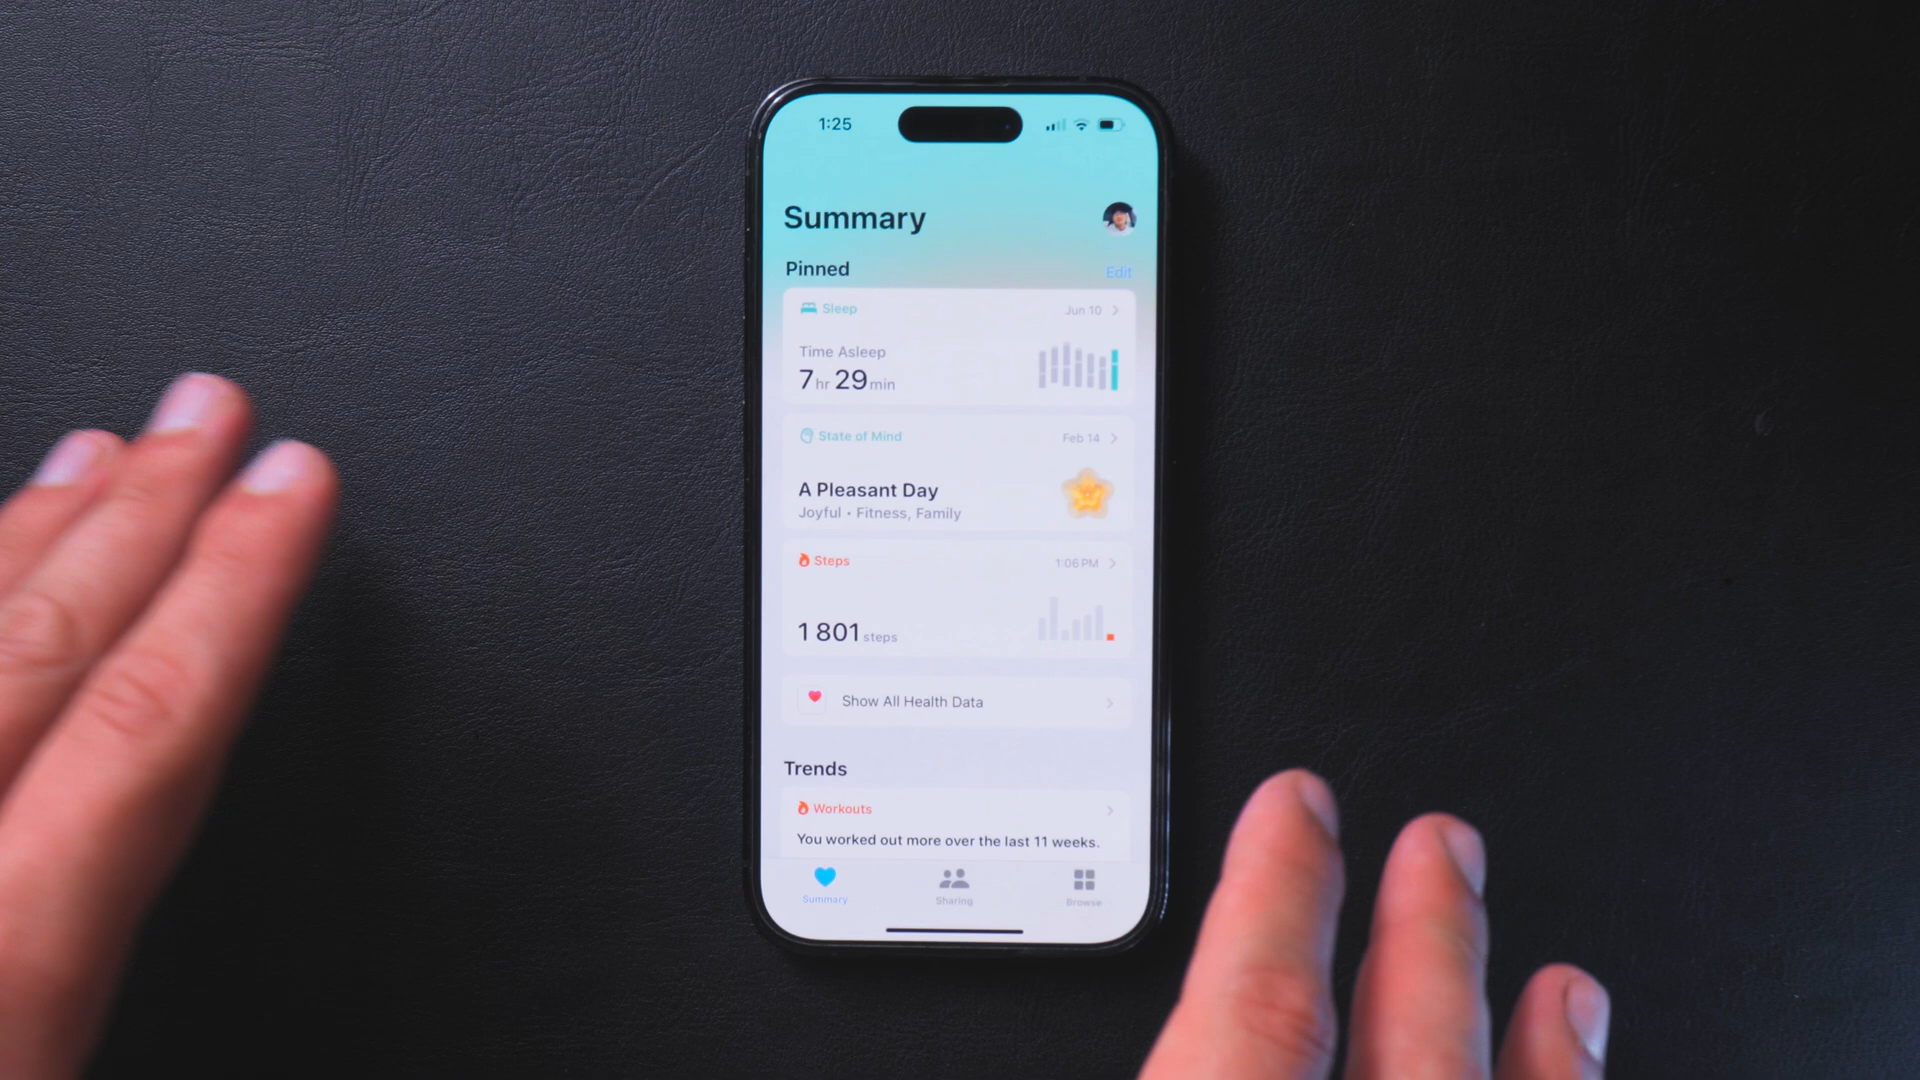 1:25
Summary
Pinned
Edit
Sleep
Jun 10
Time Asleep
7 hr 29 min
State of Mind
Feb 14
A Pleasant Day
Joyful • Fitness, Family
Steps
1:06 PM
1 801 steps
Show All Health Data
Trends
Workouts
You worked out more over the last 11 weeks.
Summary
Sharing
Browse